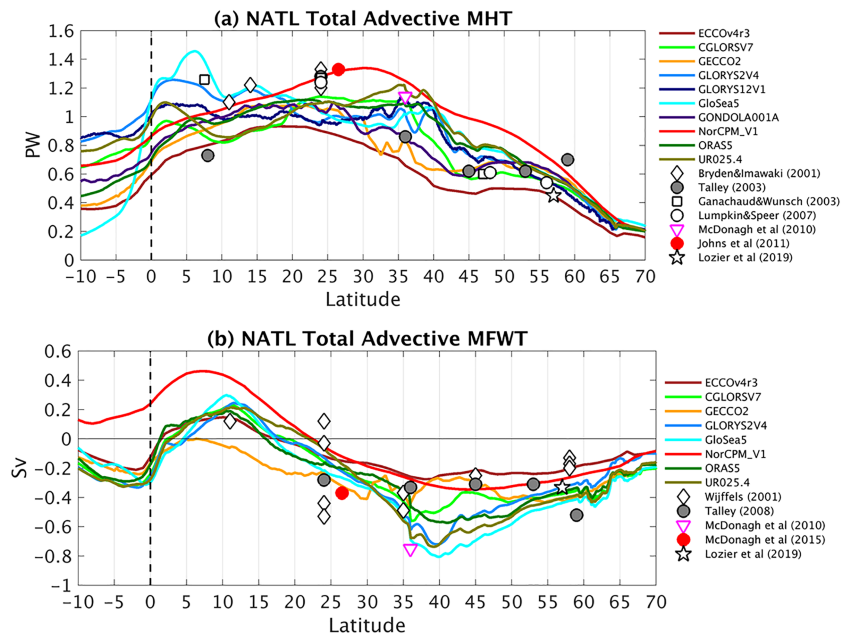 (a) NATL Total Advective MHT
1.6
1.4
1.2
1
0.8
0.6
0.4
0.2
0
PW
-10 -5 0 5 10 15 20 25 30 35 40 45 50 55 60 65 70
Latitude
ECCOv4r3
CGLORSV7
GECCO2
GLORYS2V4
GLORYS12V1
GloSea5
GONDOLA001A
NorCPM_V1
ORAS5
UR025.4
Bryden&Imawaki (2001)
Talley (2003)
Ganachaud&Wunsch (2003)
Lumpkin&Speer (2007)
McDonagh et al (2010)
Johns et al (2011)
Lozier et al (2019)
(b) NATL Total Advective MFWT
0.6
0.4
0.2
0
-0.2
-0.4
-0.6
-0.8
-1
Sv
-10 -5 0 5 10 15 20 25 30 35 40 45 50 55 60 65 70
Latitude
ECCOv4r3
CGLORSV7
GECCO2
GLORYS2V4
GloSea5
NorCPM_V1
ORAS5
UR025.4
Wijffels (2001)
Talley (2008)
McDonagh et al (2010)
McDonagh et al (2015)
Lozier et al (2019)